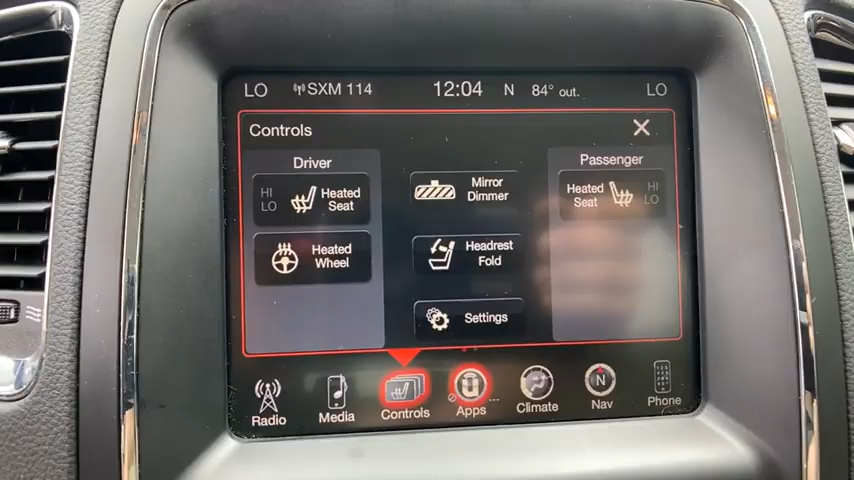 LO SXM 114 12:04 N 84° out. LO
Controls
Driver
HI
LO
Heated
Seat
Heated
Wheel
Mirror
Dimmer
Headrest
Fold
Settings
Passenger
Heated
Seat
HI
LO
Radio Media Controls Apps Climate N Nav Phone